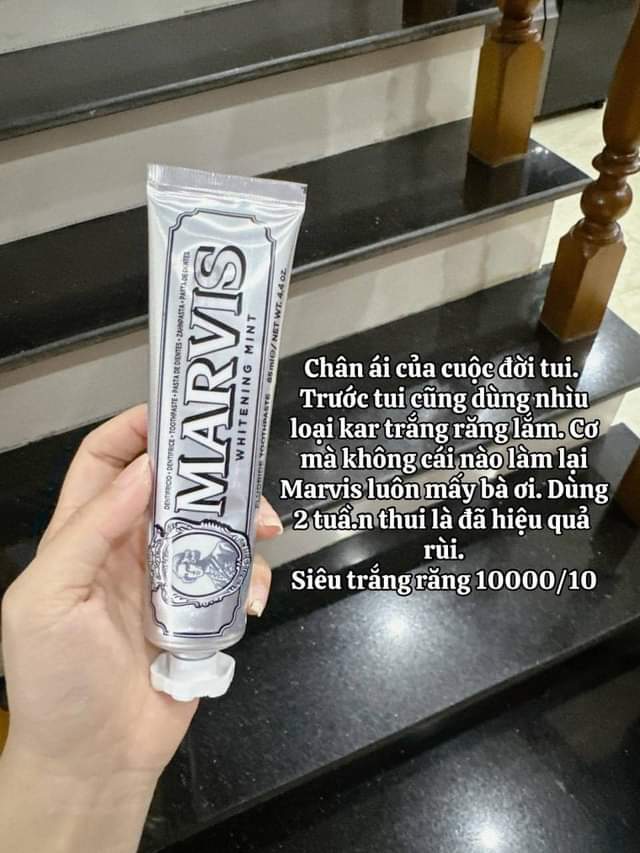 MARVIS
WHITENING MINT
DENTIFRICIO • DENTIFRICE • TOOTHPASTE • PASTA DE DIENTES • ZAHNPASTA • PASTA DE DENTES
FLUORIDE TOOTHPASTE 85ml℮/NET WT. 4.4 OZ.
Chân ái của cuộc đời tui.
Trước tui cũng dùng nhìu
loại kar trắng răng lắm. Cơ
mà không cái nào làm lại
Marvis luôn mấy bà ơi. Dùng
2 tuầ.n thui là đã hiệu quả
rùi.
Siêu trắng răng 10000/10